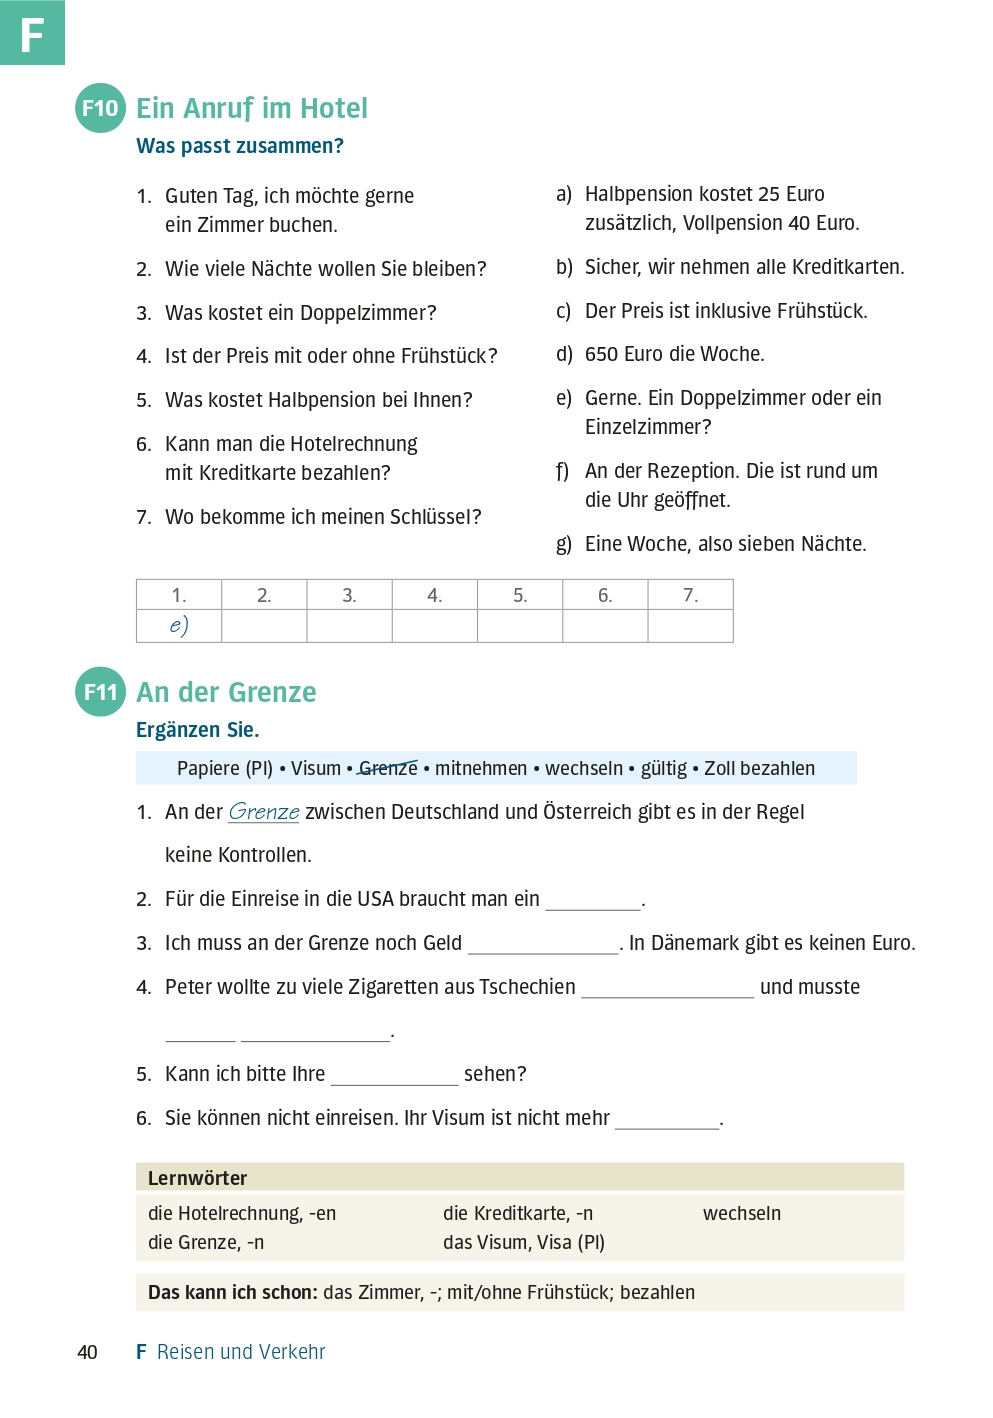 F
F10 Ein Anruf im Hotel
Was passt zusammen?
1. Guten Tag, ich möchte gerne
ein Zimmer buchen.
2. Wie viele Nächte wollen Sie bleiben?
3. Was kostet ein Doppelzimmer?
4. Ist der Preis mit oder ohne Frühstück?
5. Was kostet Halbpension bei Ihnen?
6. Kann man die Hotelrechnung
mit Kreditkarte bezahlen?
7. Wo bekomme ich meinen Schlüssel?
a) Halbpension kostet 25 Euro
zusätzlich, Vollpension 40 Euro.
b) Sicher, wir nehmen alle Kreditkarten.
c) Der Preis ist inklusive Frühstück.
d) 650 Euro die Woche.
e) Gerne. Ein Doppelzimmer oder ein
Einzelzimmer?
f) An der Rezeption. Die ist rund um
die Uhr geöffnet.
g) Eine Woche, also sieben Nächte.
1. 2. 3. 4. 5. 6. 7.
e)
F11 An der Grenze
Ergänzen Sie.
Papiere (Pl) • Visum • Grenze • mitnehmen • wechseln • gültig • Zoll bezahlen
1. An der Grenze zwischen Deutschland und Österreich gibt es in der Regel
keine Kontrollen.
2. Für die Einreise in die USA braucht man ein _________.
3. Ich muss an der Grenze noch Geld ______________. In Dänemark gibt es keinen Euro.
4. Peter wollte zu viele Zigaretten aus Tschechien ________________ und musste
_______ ______________.
5. Kann ich bitte Ihre ____________ sehen?
6. Sie können nicht einreisen. Ihr Visum ist nicht mehr __________.
Lernwörter
die Hotelrechnung, -en die Kreditkarte, -n wechseln
die Grenze, -n das Visum, Visa (Pl)
Das kann ich schon: das Zimmer, -; mit/ohne Frühstück; bezahlen
40 F Reisen und Verkehr